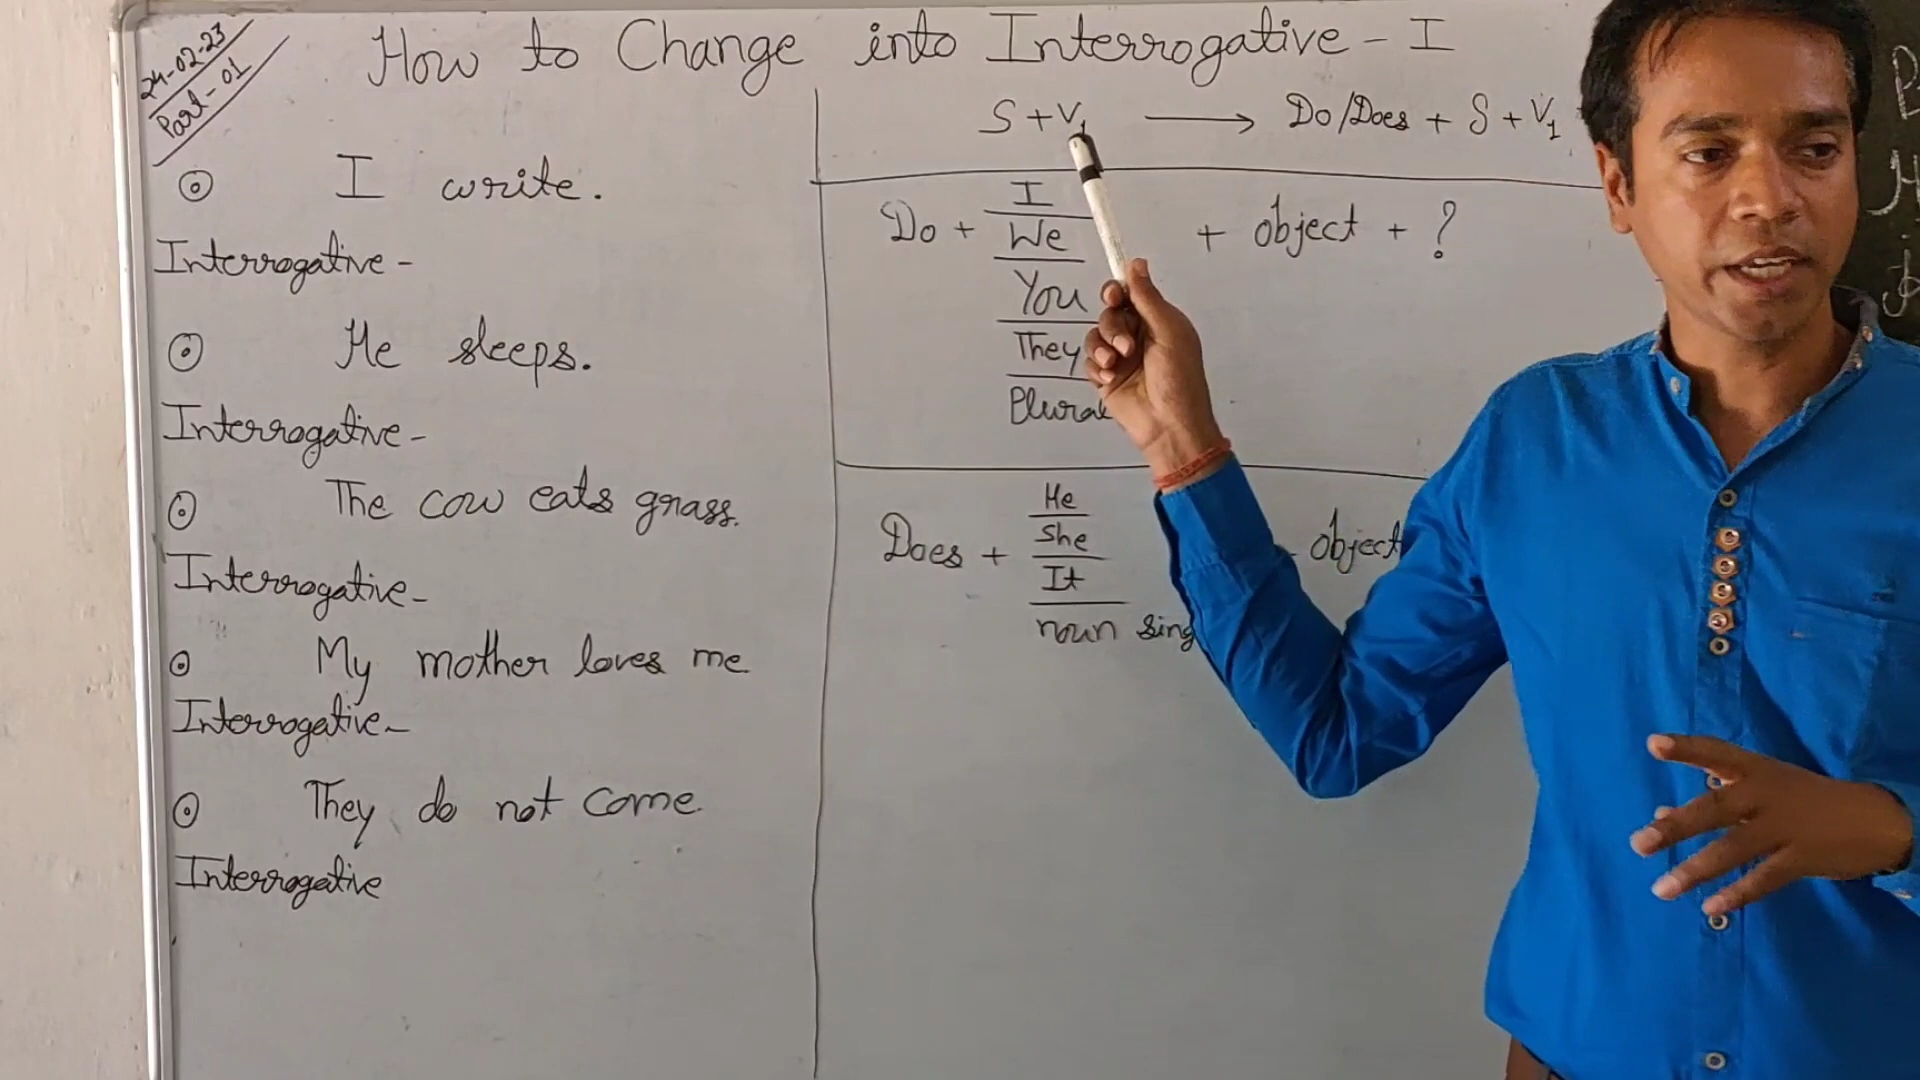 24-02-23
Part-01
How to Change into Interrogative - I
I write.
Interrogative -
He sleeps.
Interrogative -
The cow eats grass.
Interrogative -
My mother loves me
Interrogative -
They do not come
Interrogative
S + V1 → Do/Does + S + V1
Do + I + object + ?
We
You
They
Plural
Does + He object
She
It
noun sing